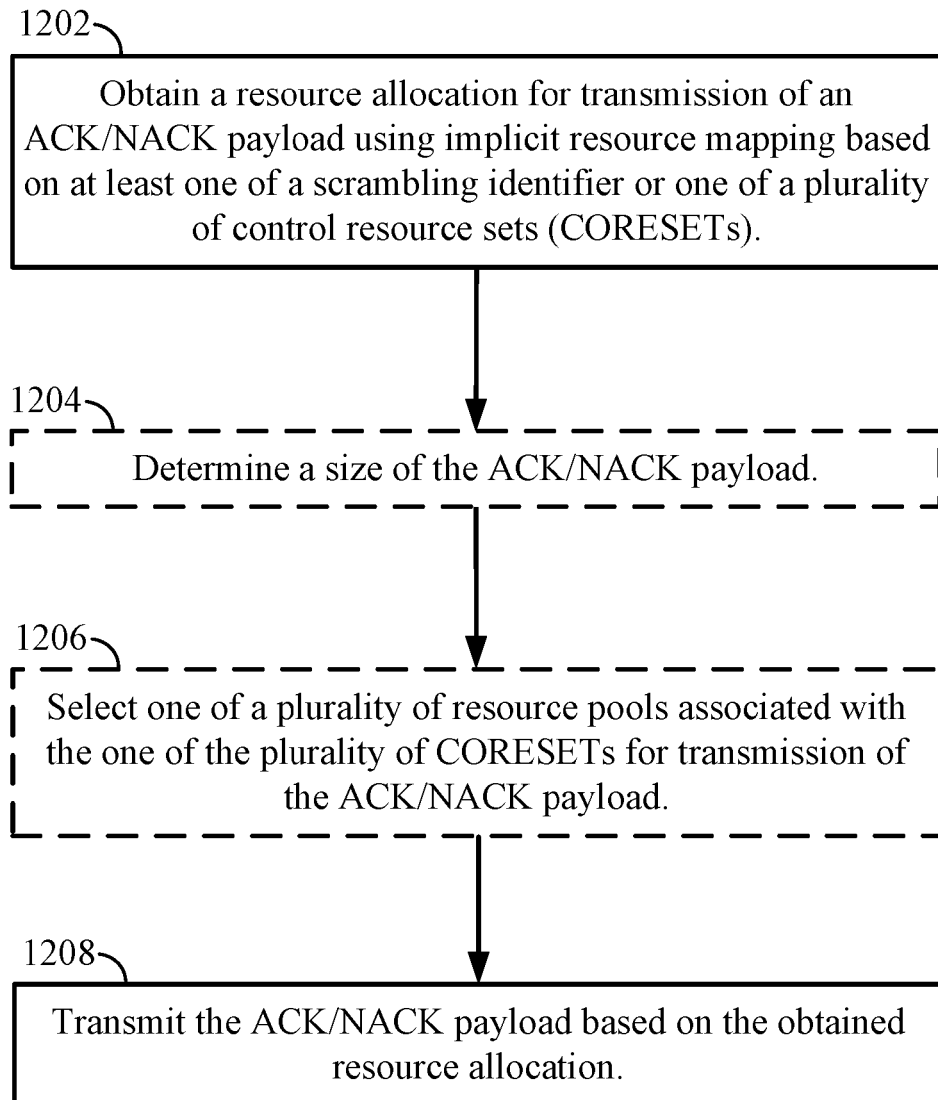 1202
Obtain a resource allocation for transmission of an
ACK/NACK payload using implicit resource mapping based
on at least one of a scrambling identifier or one of a plurality
of control resource sets (CORESETs).
1204
Determine a size of the ACK/NACK payload.
1206
Select one of a plurality of resource pools associated with
the one of the plurality of CORESETs for transmission of
the ACK/NACK payload.
1208
Transmit the ACK/NACK payload based on the obtained
resource allocation.